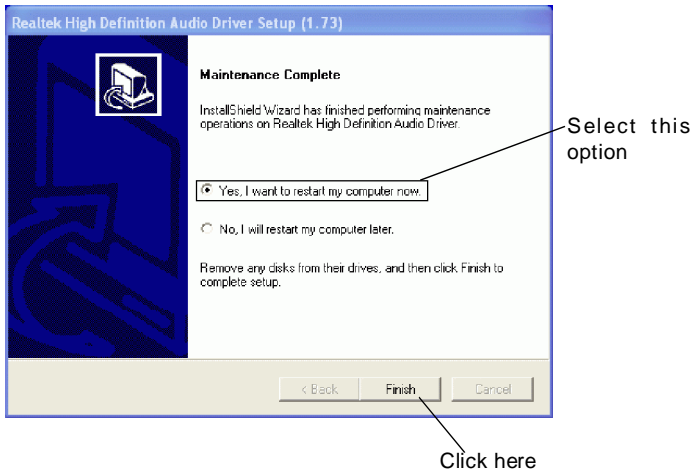 Realtek High Definition Audio Driver Setup (1.73)
Maintenance Complete
InstallShield Wizard has finished performing maintenance
operations on Realtek High Definition Audio Driver.
Select this
option
Yes, I want to restart my computer now.
No, I will restart my computer later.
Remove any disks from their drives, and then click Finish to
complete setup.
< Back Finish Cancel
Click here